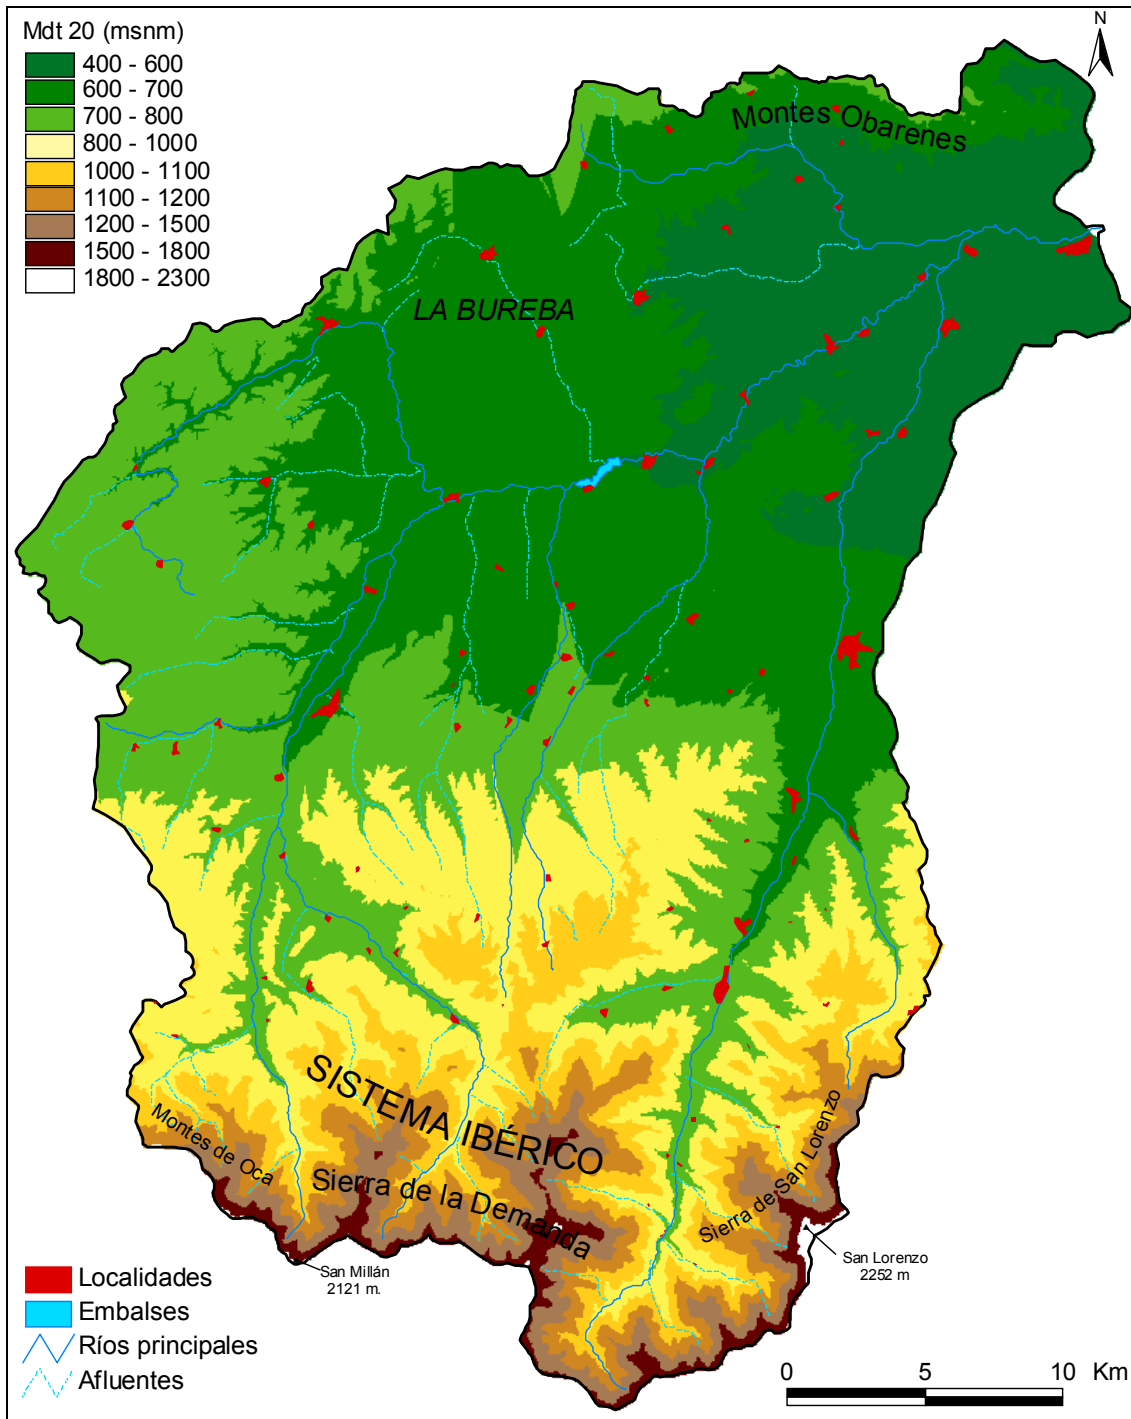 Mdt 20 (msnm)
400 - 600
600 - 700
700 - 800
800 - 1000
1000 - 1100
1100 - 1200
1200 - 1500
1500 - 1800
1800 - 2300
N
Montes Obarenes
LA BUREBA
SISTEMA IBÉRICO
Montes de Oca
Sierra de la Demanda
Sierra de San Lorenzo
San Millán
2121 m.
San Lorenzo
2252 m
Localidades
Embalses
Ríos principales
Afluentes
0 5 10 Km